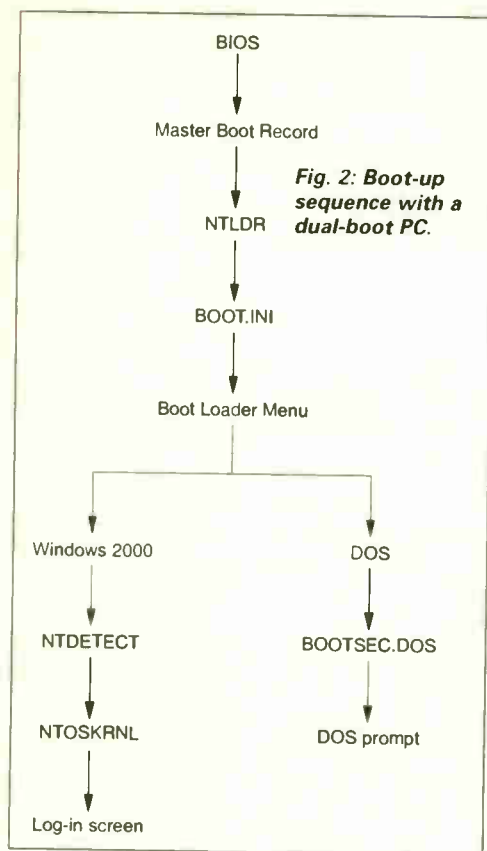 BIOS
Master Boot Record
Fig. 2: Boot-up
sequence with a
dual-boot PC.
NTLDR
BOOT.INI
Boot Loader Menu
Windows 2000
DOS
NTDETECT
BOOTSEC.DOS
NTOSKRNL
DOS prompt
Log-in screen